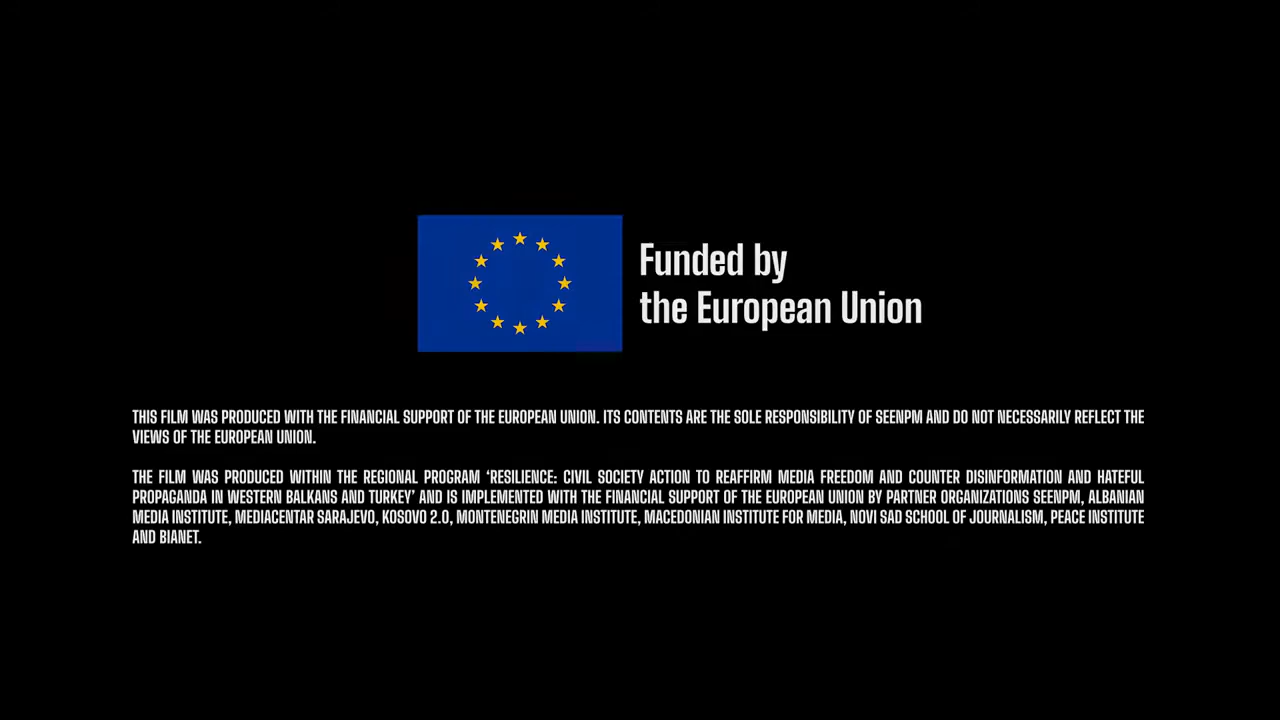 Funded by
the European Union
THIS FILM WAS PRODUCED WITH THE FINANCIAL SUPPORT OF THE EUROPEAN UNION. ITS CONTENTS ARE THE SOLE RESPONSIBILITY OF SEENPM AND DO NOT NECESSARILY REFLECT THE
VIEWS OF THE EUROPEAN UNION.
THE FILM WAS PRODUCED WITHIN THE REGIONAL PROGRAM ‘RESILIENCE: CIVIL SOCIETY ACTION TO REAFFIRM MEDIA FREEDOM AND COUNTER DISINFORMATION AND HATEFUL
PROPAGANDA IN WESTERN BALKANS AND TURKEY’ AND IS IMPLEMENTED WITH THE FINANCIAL SUPPORT OF THE EUROPEAN UNION BY PARTNER ORGANIZATIONS SEENPM, ALBANIAN
MEDIA INSTITUTE, MEDIACENTAR SARAJEVO, KOSOVO 2.0, MONTENEGRIN MEDIA INSTITUTE, MACEDONIAN INSTITUTE FOR MEDIA, NOVI SAD SCHOOL OF JOURNALISM, PEACE INSTITUTE
AND BIANET.